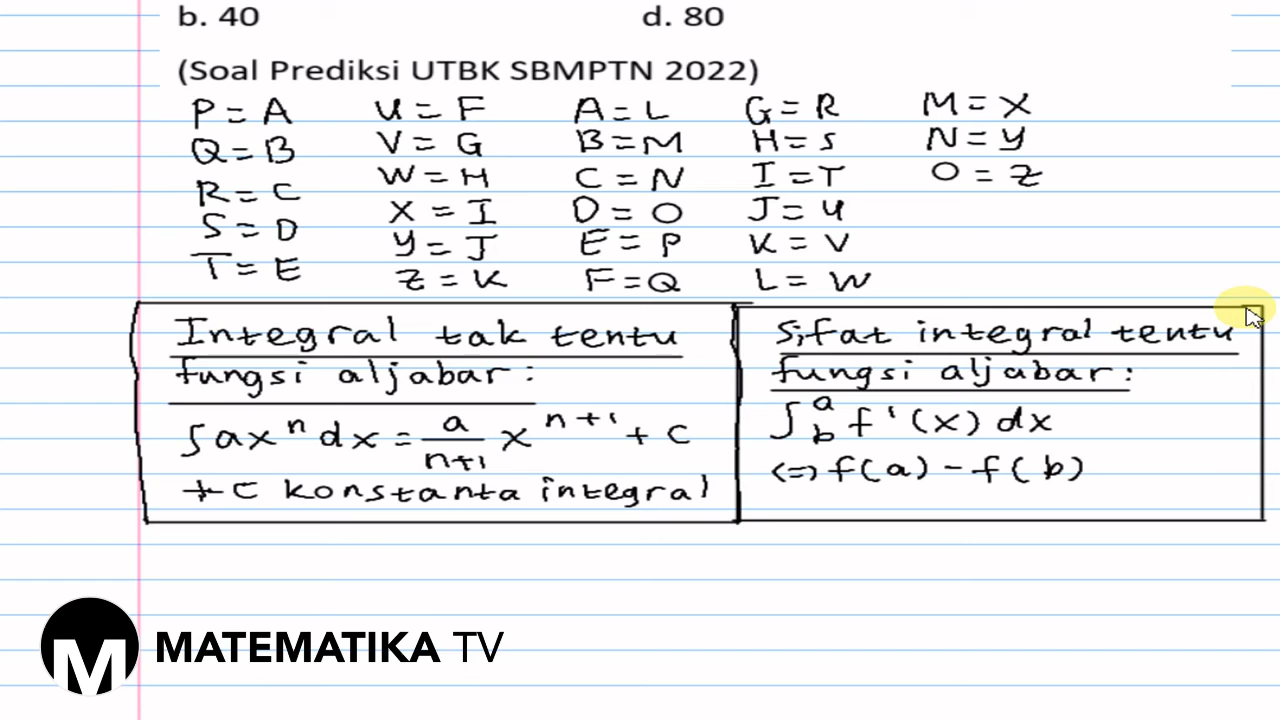 b. 40 d. 80
(Soal Prediksi UTBK SBMPTN 2022)
P = A U = F A = L G = R M = X
Q = B V = G B = M H = S N = Y
R = C W = H C = N I = T O = Z
S = D X = I D = O J = U
T = E Y = J E = P K = V
Z = K F = Q L = W
Integral tak tentu
fungsi aljabar:
∫ax^n dx = a/(n+1) x^(n+1) + C
+ C konstanta integral
Sifat integral tentu
fungsi aljabar:
∫_b^a f'(x) dx
<=> f(a) - f(b)
M MATEMATIKA TV